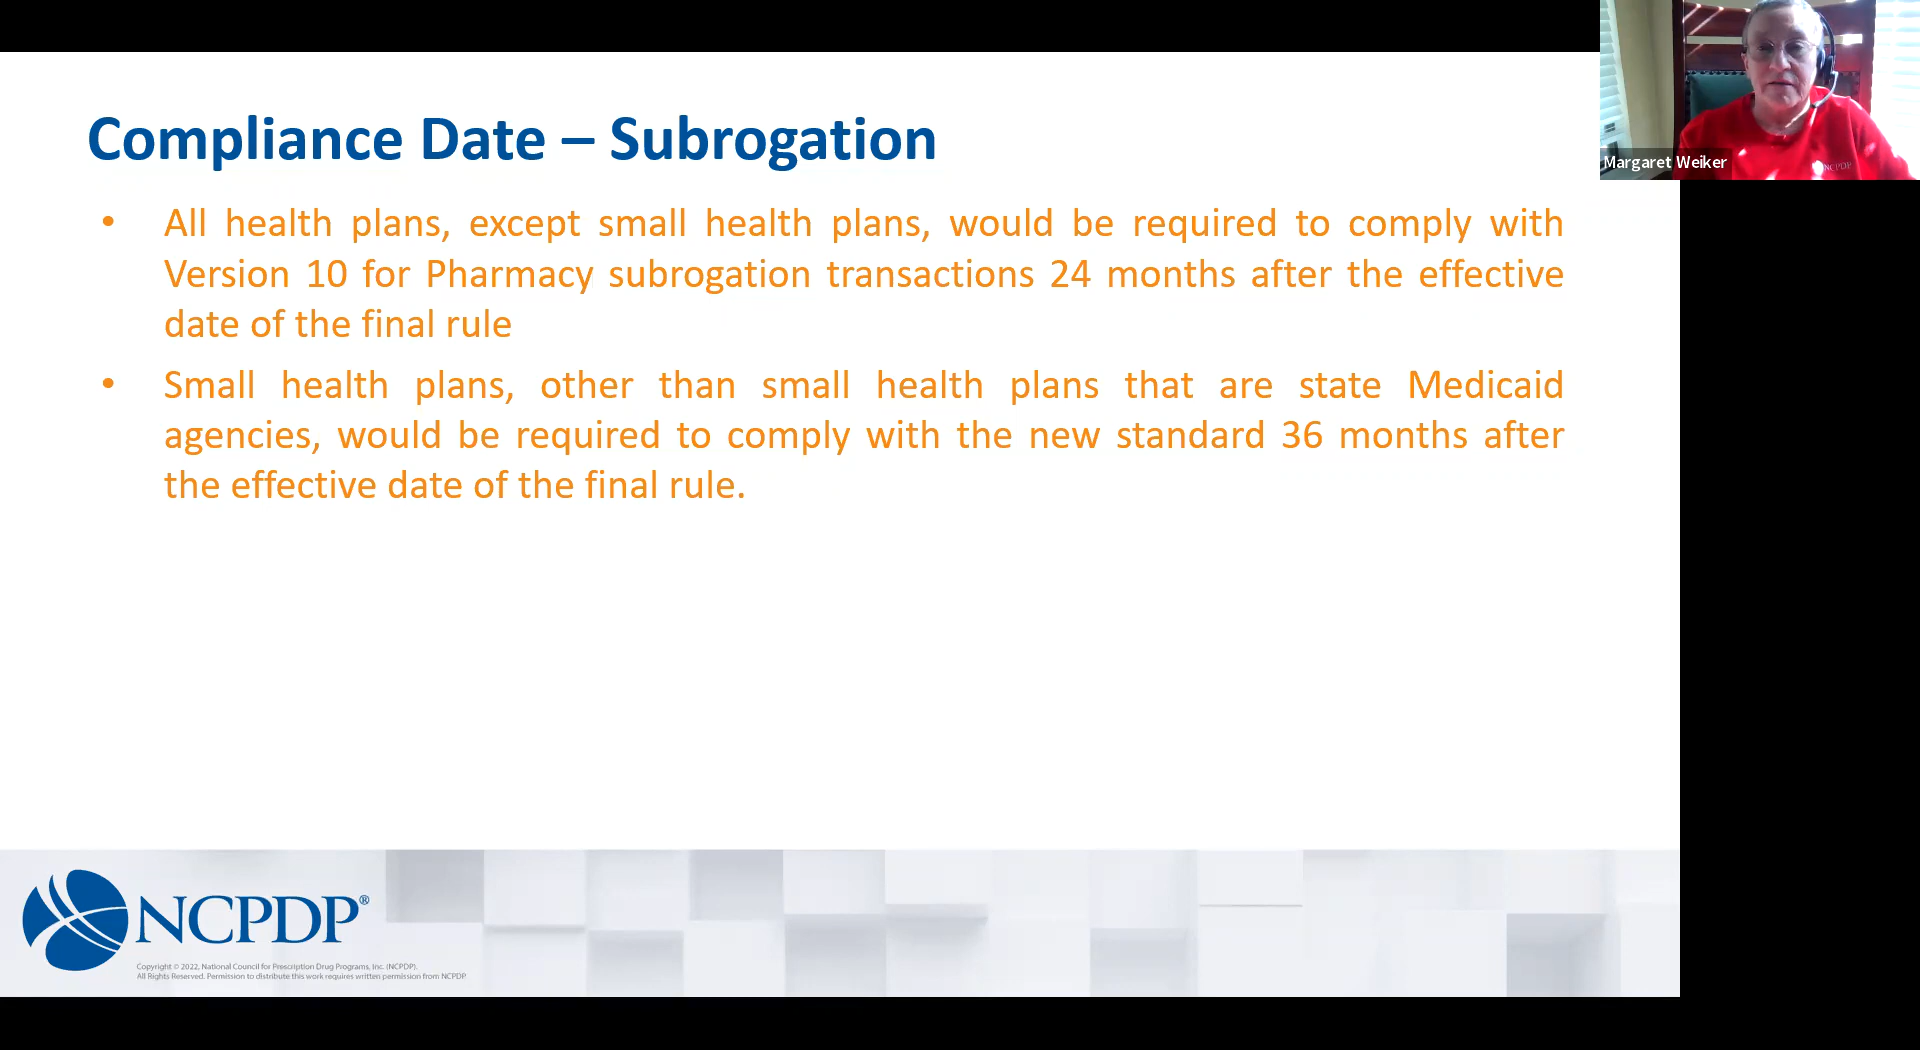 Compliance Date – Subrogation
• All health plans, except small health plans, would be required to comply with
Version 10 for Pharmacy subrogation transactions 24 months after the effective
date of the final rule
• Small health plans, other than small health plans that are state Medicaid
agencies, would be required to comply with the new standard 36 months after
the effective date of the final rule.
Margaret Weiker
NCPDP
NCPDP®
Copyright © 2022, National Council for Prescription Drug Programs, Inc. (NCPDP).
All Rights Reserved. Permission to distribute this work requires written permission from NCPDP